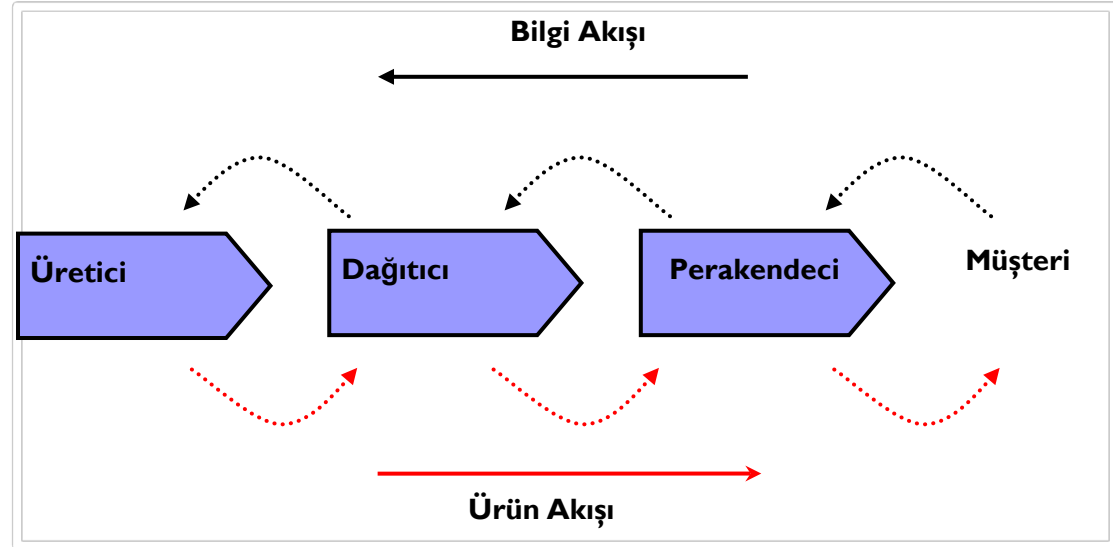 Bilgi Akışı
Üretici
Dağıtıcı
Perakendeci
Müşteri
Ürün Akışı